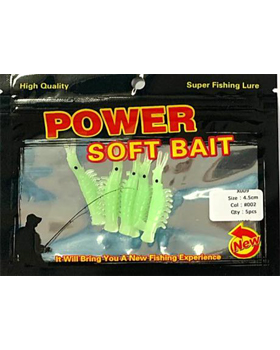 High Quality
Super Fishing Lure
POWER
SOFT BAIT
Size : 4.5cm
Col : #002
Qty : 5pcs
New
It Will Bring You A New Fishing Experience